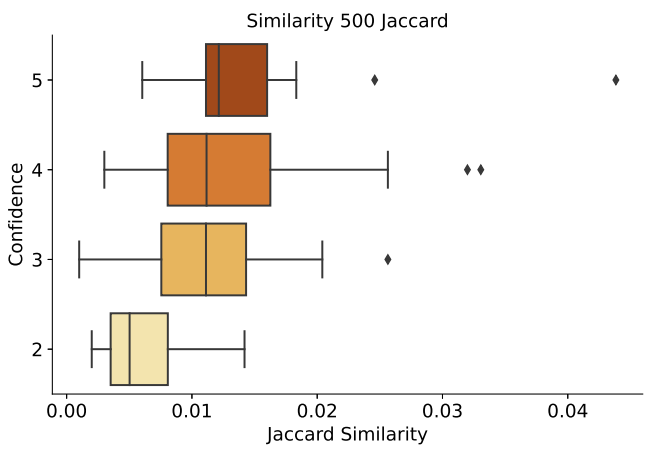 Similarity 500 Jaccard
Confidence
5
4
3
2
0.00 0.01 0.02 0.03 0.04
Jaccard Similarity